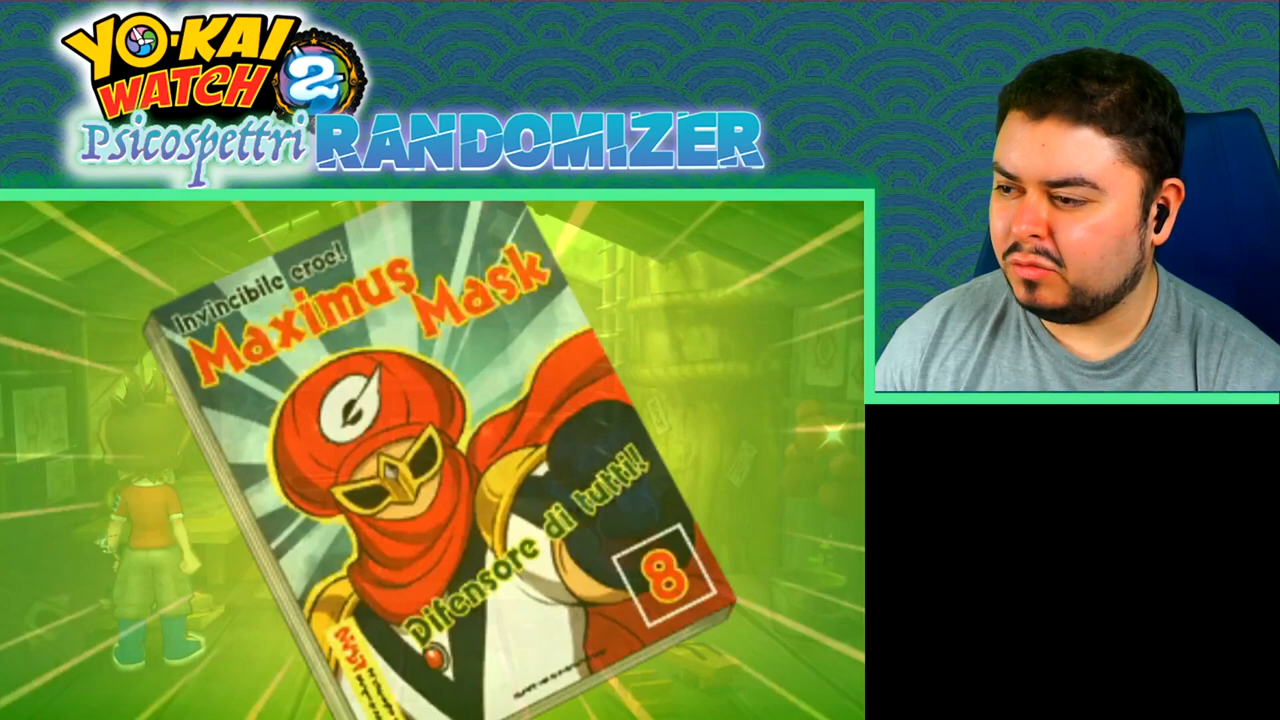 YO-KAI
WATCH 2
Psicospettri RANDOMIZER
Invincibile eroe!
Maximus
Mask
Difensore di tutti!
8